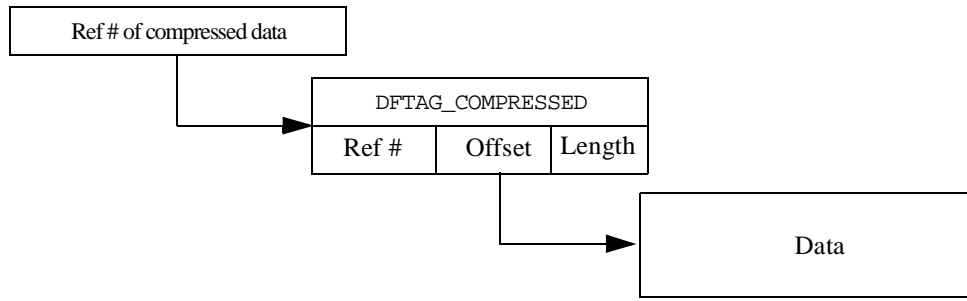 Ref # of compressed data
DFTAG_COMPRESSED
Ref # Offset Length
Data